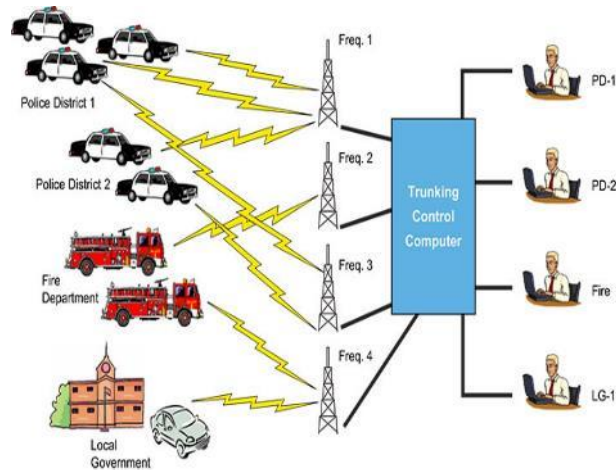 Freq. 1
PD-1
Police District 1
Freq. 2
PD-2
Trunking
Control
Computer
Police District 2
Freq. 3
Fire
Department
Fire
Freq. 4
LG-1
Local
Government